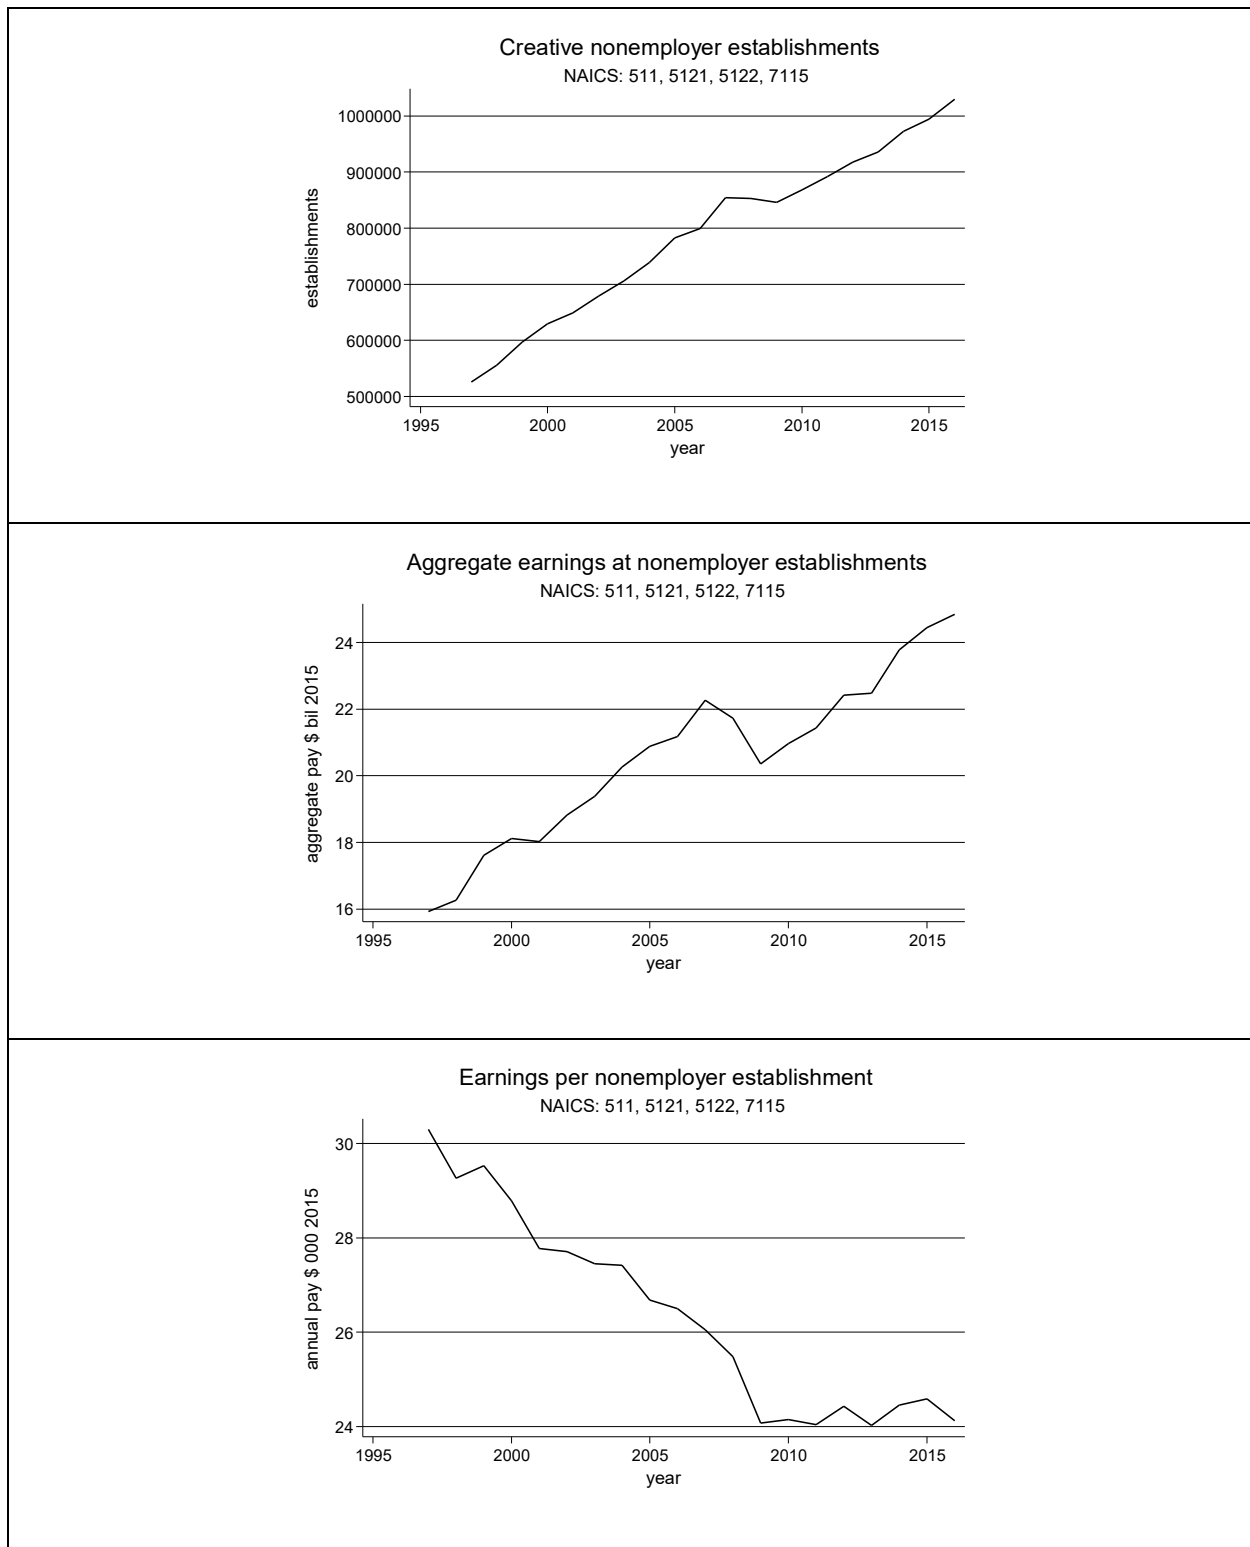 Creative nonemployer establishments
NAICS: 511, 5121, 5122, 7115
establishments
1000000
900000
800000
700000
600000
500000
1995 2000 2005 2010 2015
year
Aggregate earnings at nonemployer establishments
NAICS: 511, 5121, 5122, 7115
aggregate pay $ bil 2015
24
22
20
18
16
1995 2000 2005 2010 2015
year
Earnings per nonemployer establishment
NAICS: 511, 5121, 5122, 7115
annual pay $ 000 2015
30
28
26
24
1995 2000 2005 2010 2015
year